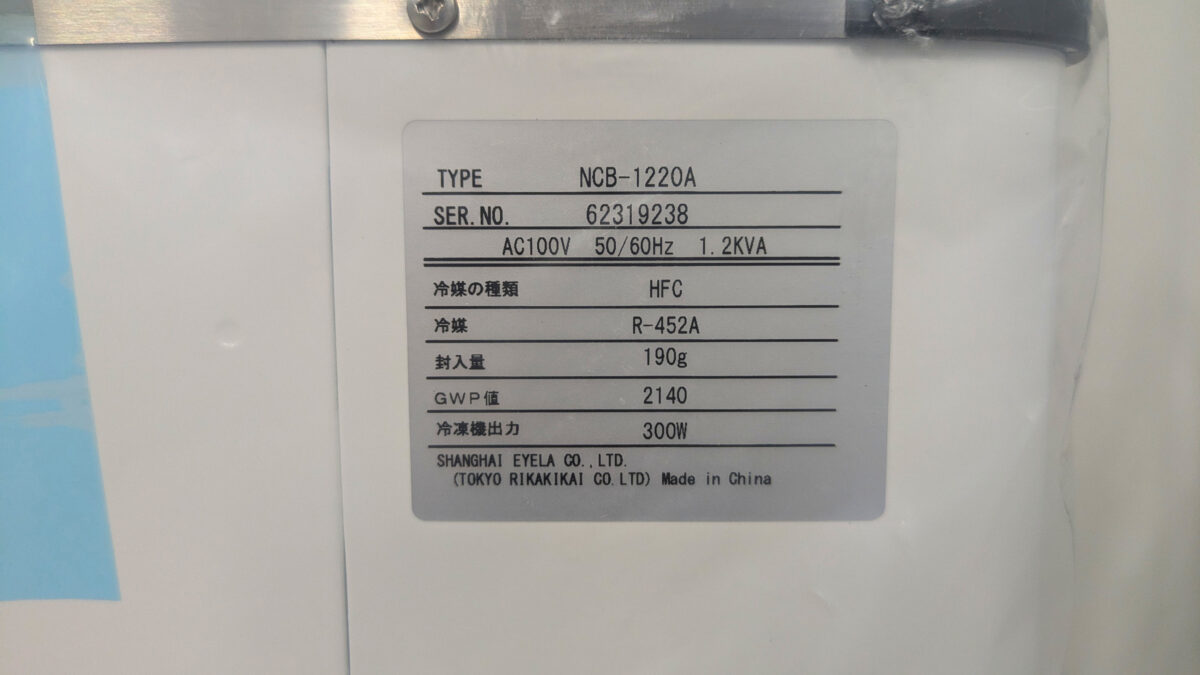 TYPE NCB-1220A
SER.NO. 62319238
AC100V 50/60Hz 1.2KVA
冷媒の種類 HFC
冷媒 R-452A
封入量 190g
GWP値 2140
冷凍機出力 300W
SHANGHAI EYELA CO.,LTD.
(TOKYO RIKAKIKAI CO.LTD) Made in China